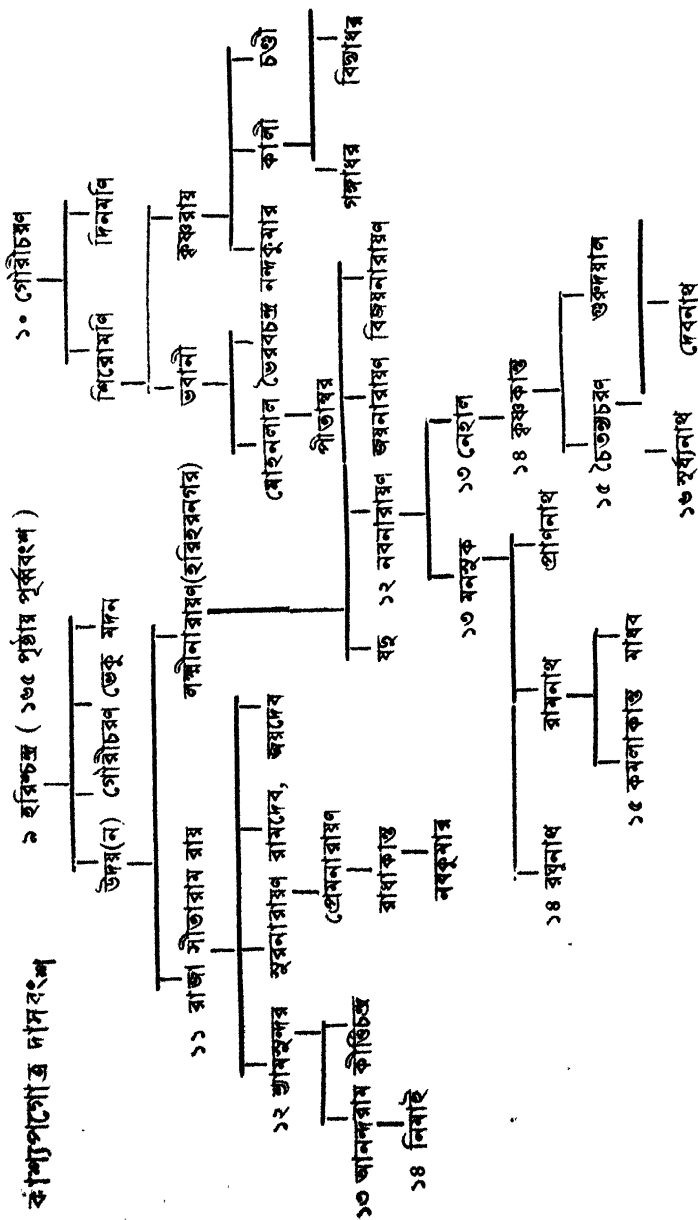 কাশ্যপগোত্র দাসবংশ
৯ হরিশ্চন্দ্র ( ১৬৫ পৃষ্ঠায় পূর্ব্ববংশ )
১০ গৌরীচরণ
উদয়(ন) গৌরীচরণ ভেকু মদন
শিরোমণি দিনমণি
১১ রাজা সীতারাম রায় লক্ষ্মীনারায়ণ(হরিহরনগর)
ভবানী কৃষ্ণরায়
১২ শ্যামসুন্দর সুরনারায়ণ রামদেব, জয়দেব
মোহনলাল ভৈরবচন্দ্র নন্দকুমার কালী চণ্ডী
১৩ আনন্দরাম কীর্ত্তিচন্দ্র প্রেমনারায়ণ
পীতাম্বর
গঙ্গাধর বিদ্যাধর
১৪ নিমাই রাধাকান্ত
যদু ১২ নবনারায়ণ জয়নারায়ণ বিজয়নারায়ণ
নবকুমার
১৩ মনসুক ১৩ নেহাল
১৪ রঘুনাথ রামনাথ প্রাণনাথ
১৪ কৃষ্ণকান্ত
১৫ কমলাকান্ত মাধব
১৫ চৈতন্যচরণ গুরুদয়াল
১৬ সূর্য্যনাথ দেবনাথ